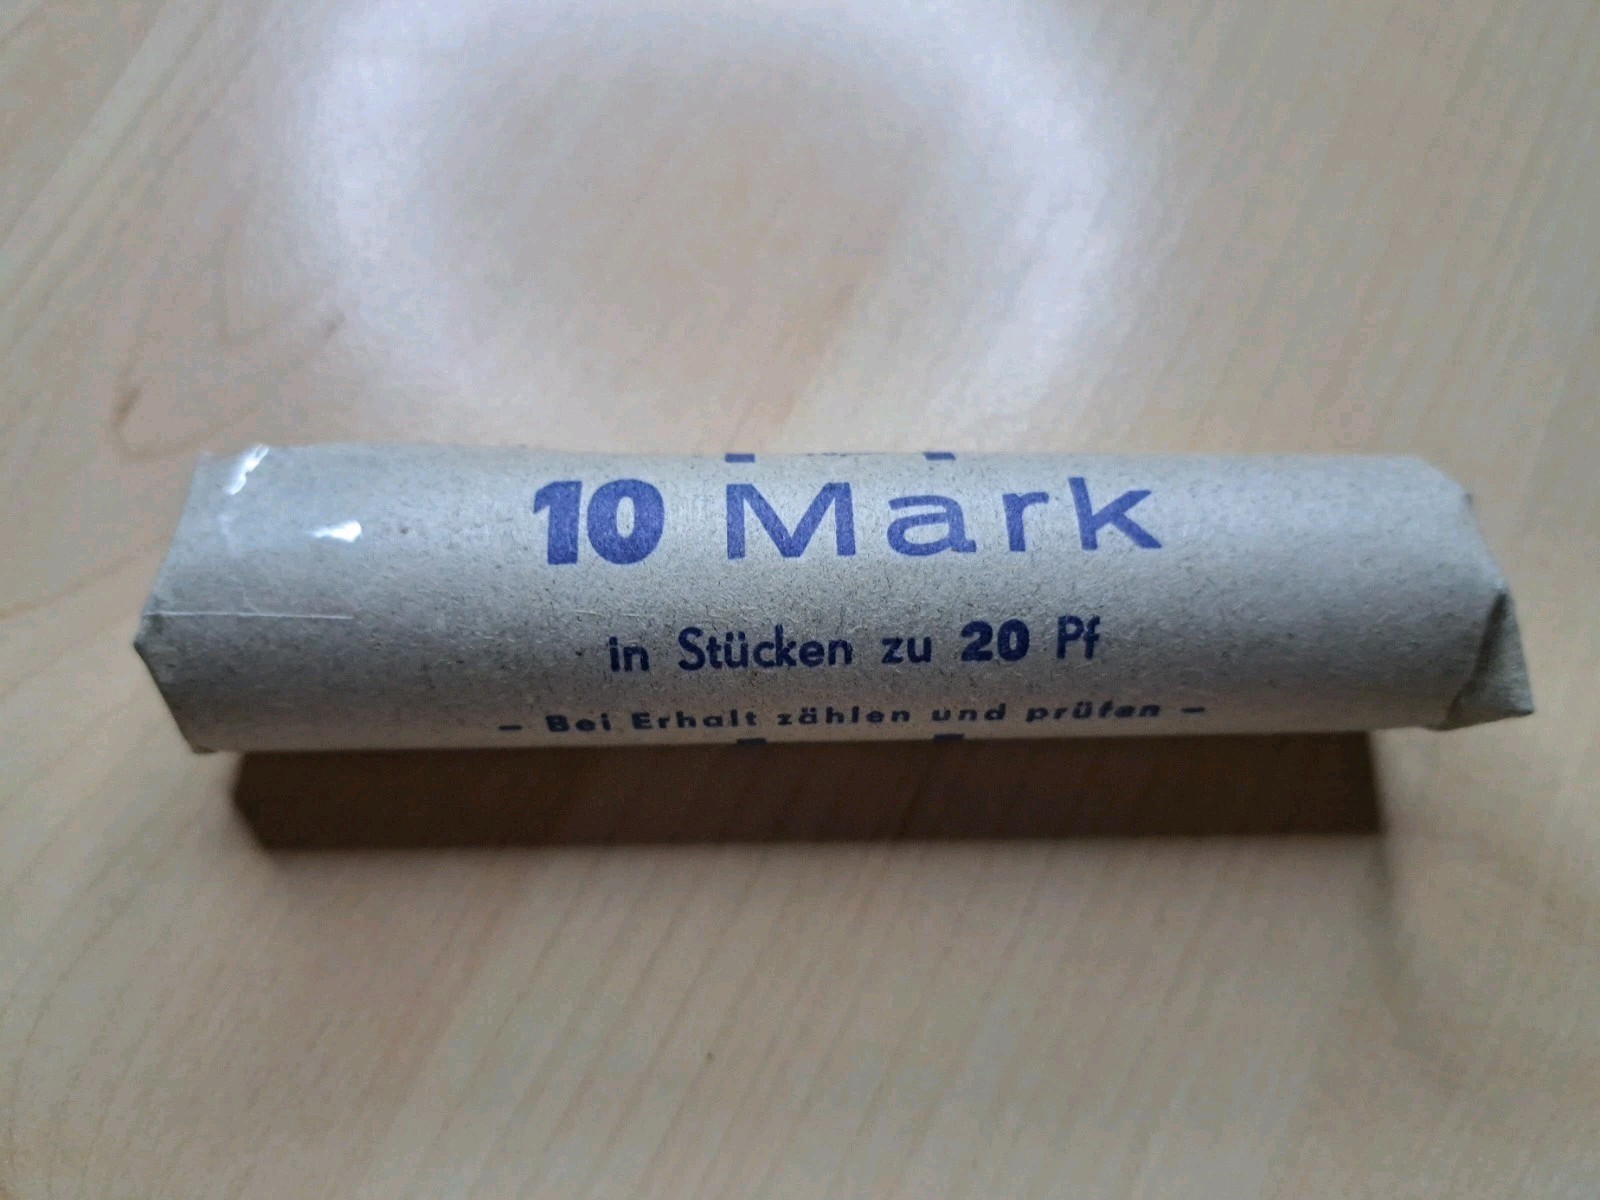 10 Mark
in Stücken zu 20 Pf
– Bei Erhalt zählen und prüfen –